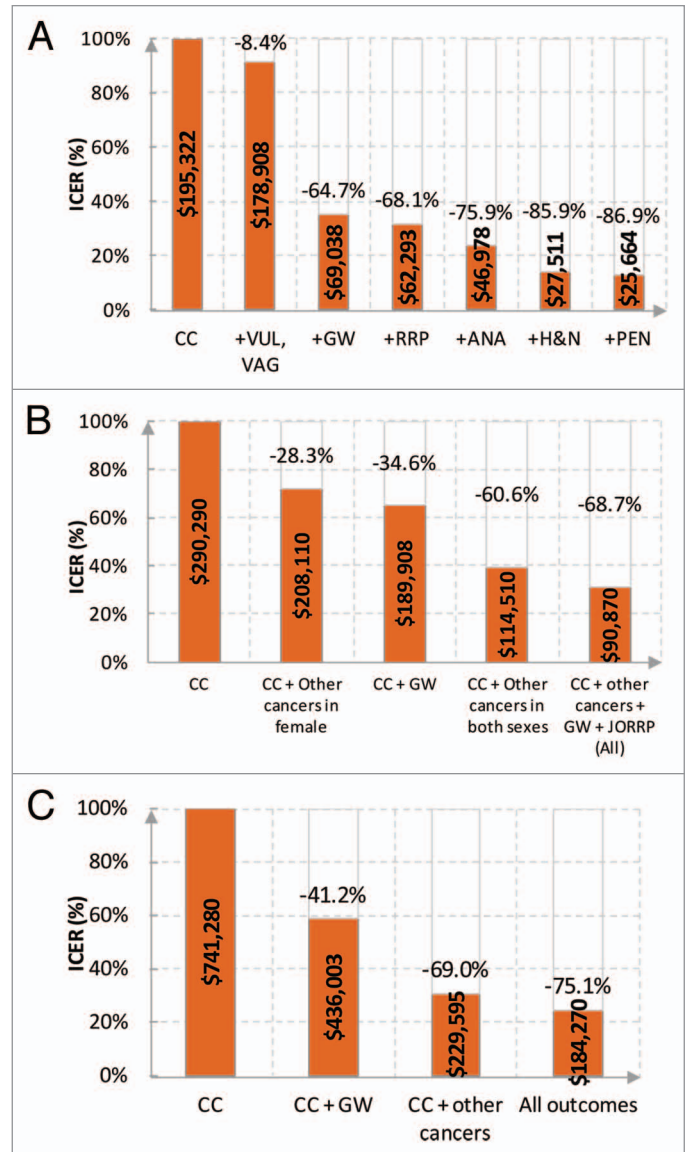 A
100%
80%
60%
40%
20%
0%
ICER (%)
-8.4%
-64.7%
-68.1%
-75.9%
-85.9%
-86.9%
$195,322
$178,908
$69,038
$62,293
$46,978
$27,511
$25,664
CC
+VUL,
VAG
+GW
+RRP
+ANA
+H&N
+PEN
B
100%
80%
60%
40%
20%
0%
ICER (%)
-28.3%
-34.6%
-60.6%
-68.7%
$290,290
$208,110
$189,908
$114,510
$90,870
CC
CC + Other
cancers in
female
CC + GW
CC + Other
cancers in
both sexes
CC + other
cancers +
GW + JORRP
(All)
C
100%
80%
60%
40%
20%
0%
ICER (%)
-41.2%
-69.0%
-75.1%
$741,280
$436,003
$229,595
$184,270
CC
CC + GW
CC + other
cancers
All outcomes